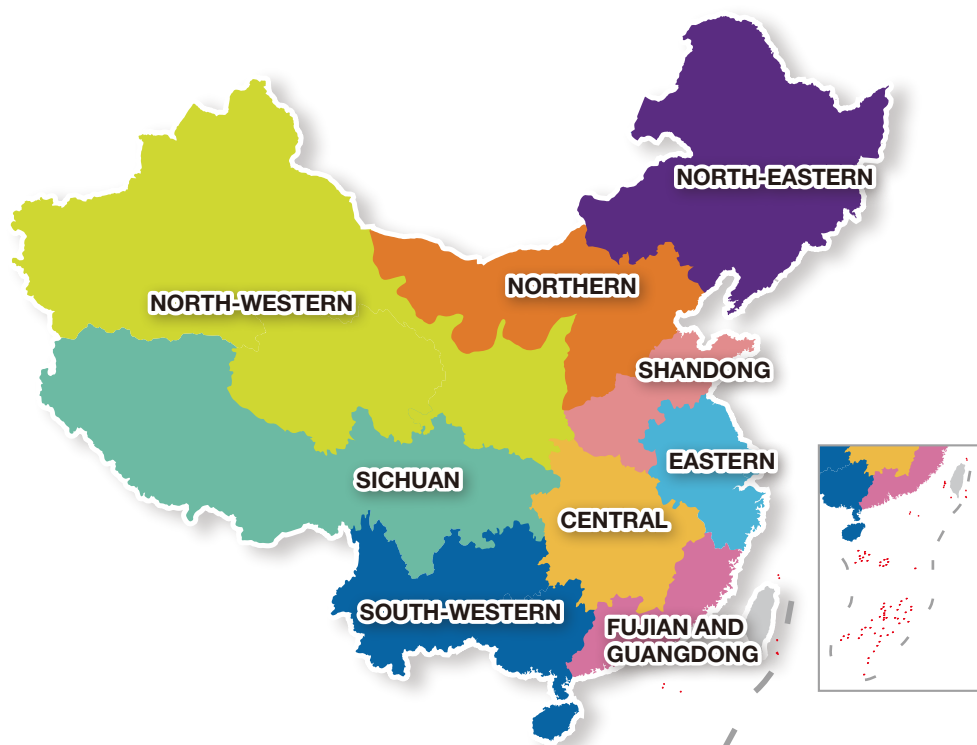 NORTH-EASTERN
NORTHERN
NORTH-WESTERN
SHANDONG
EASTERN
SICHUAN
CENTRAL
SOUTH-WESTERN
FUJIAN AND
GUANGDONG